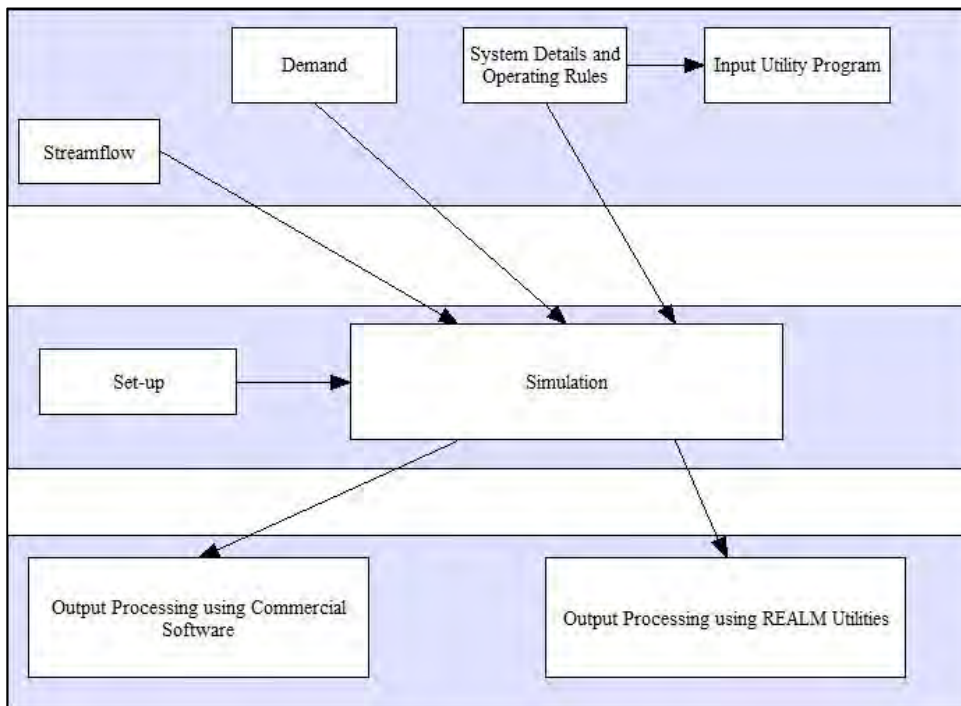 Demand
System Details and
Operating Rules
Input Utility Program
Streamflow
Set-up
Simulation
Output Processing using Commercial
Software
Output Processing using REALM Utilities